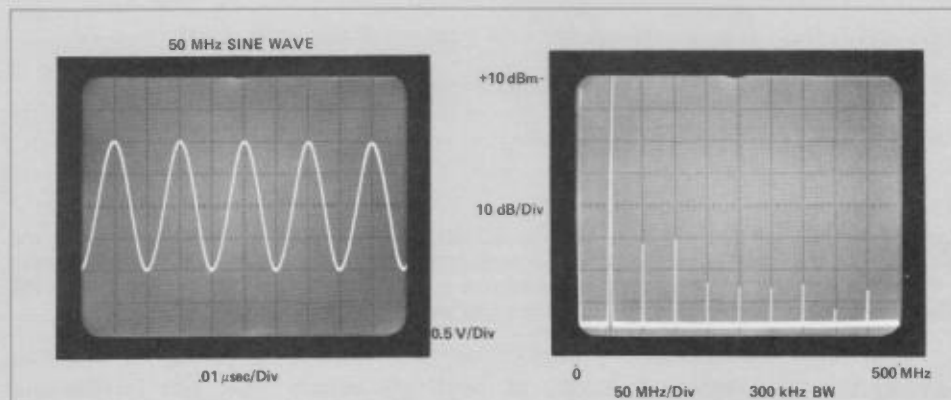 50 MHz SINE WAVE
+10 dBm-
10 dB/Div
0.5 V/Div
.01 μsec/Div
0
500 MHz
50 MHz/Div
300 kHz BW